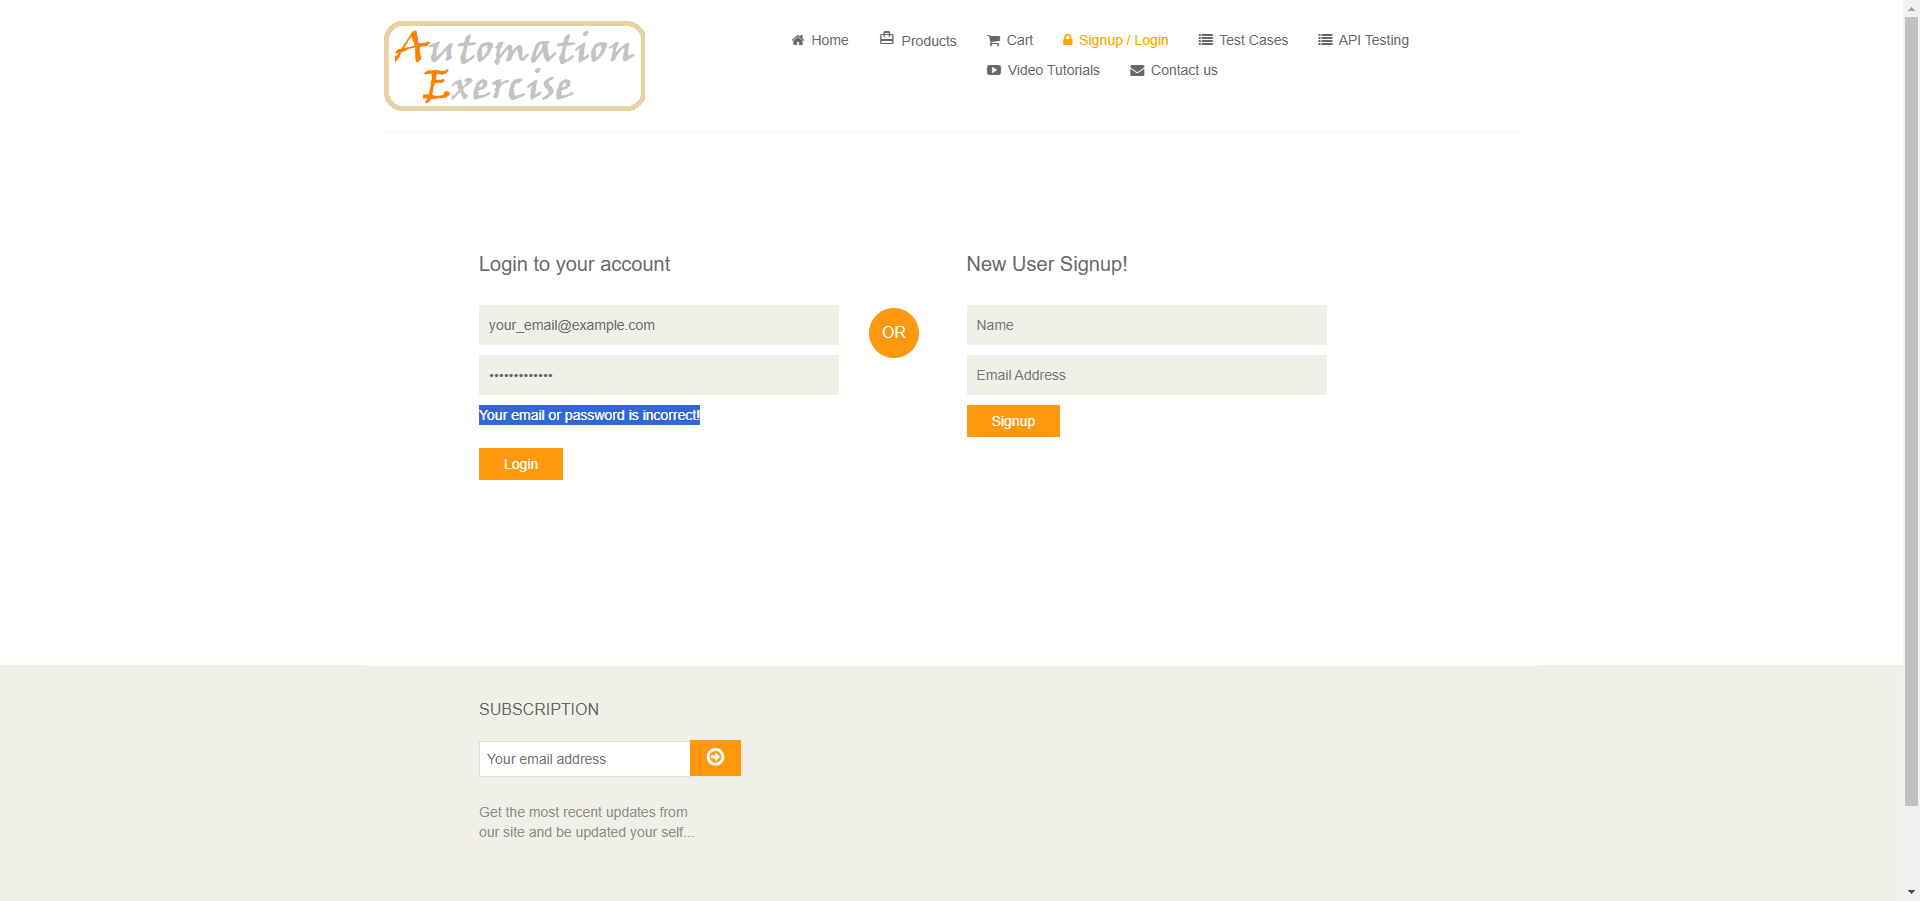 Automation
Exercise
Home
Products
Cart
Signup / Login
Test Cases
API Testing
Video Tutorials
Contact us
Login to your account
your_email@example.com
•••••••••••••
Your email or password is incorrect!
Login
OR
New User Signup!
Name
Email Address
Signup
SUBSCRIPTION
Your email address
Get the most recent updates from
our site and be updated your self...